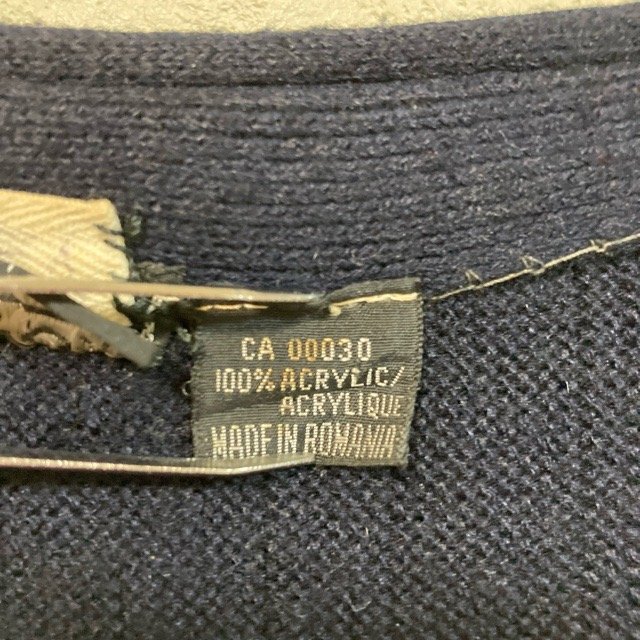 CA 00030
100% ACRYLIC/
ACRYLIQUE
MADE IN ROMANIA